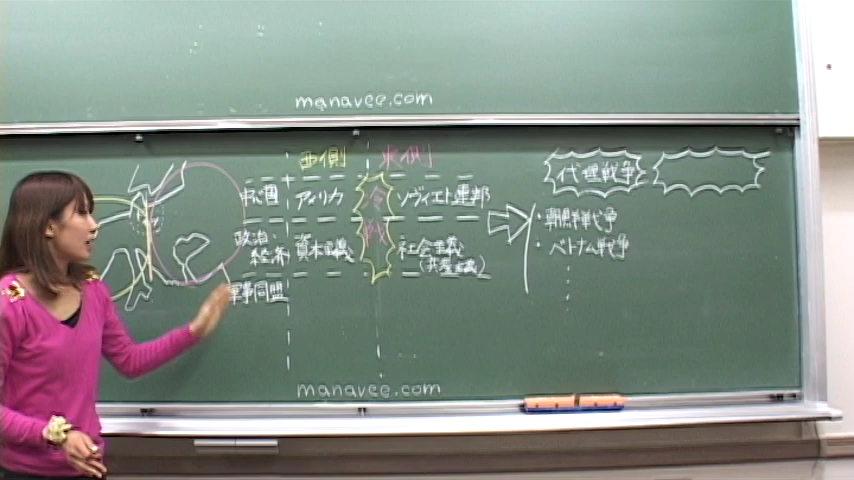 manavee.com
西側 東側
中心国 アメリカ ソヴィエト連邦
冷戦
政治・経済 資本主義 社会主義
(共産主義)
軍事同盟
代理戦争
・朝鮮戦争
・ベトナム戦争
manavee.com